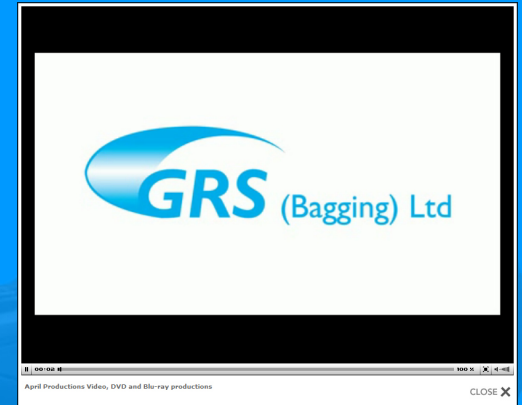 GRS (Bagging) Ltd
00:02
100 %
April Productions Video, DVD and Blu-ray productions
CLOSE X